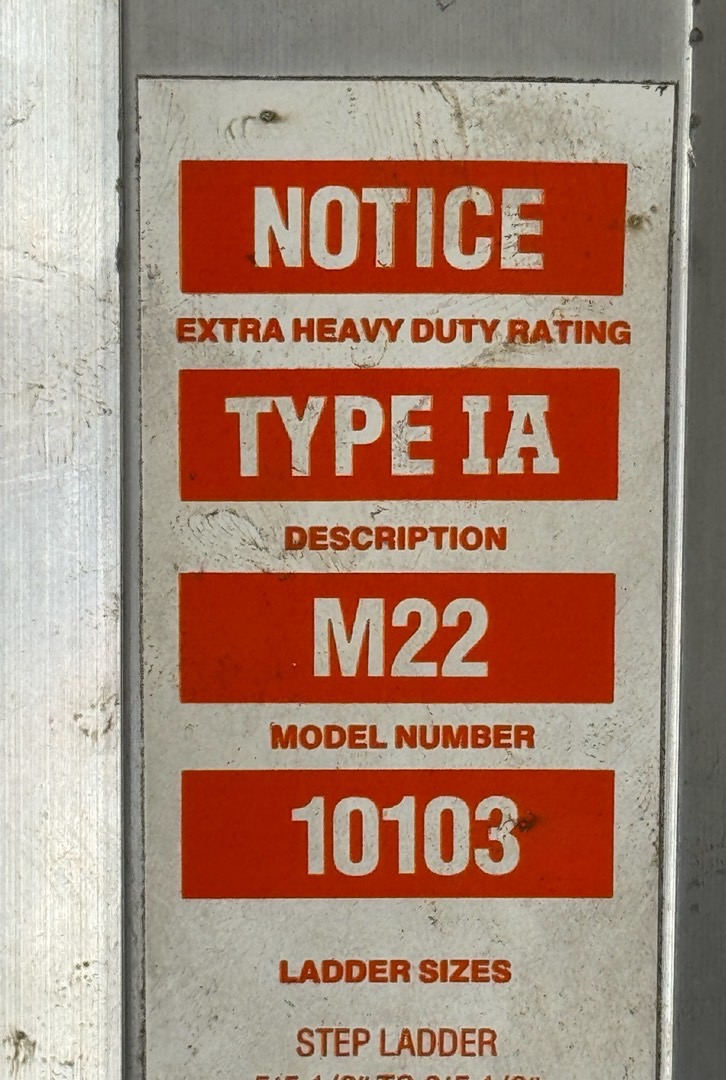 NOTICE
EXTRA HEAVY DUTY RATING
TYPE IA
DESCRIPTION
M22
MODEL NUMBER
10103
LADDER SIZES
STEP LADDER